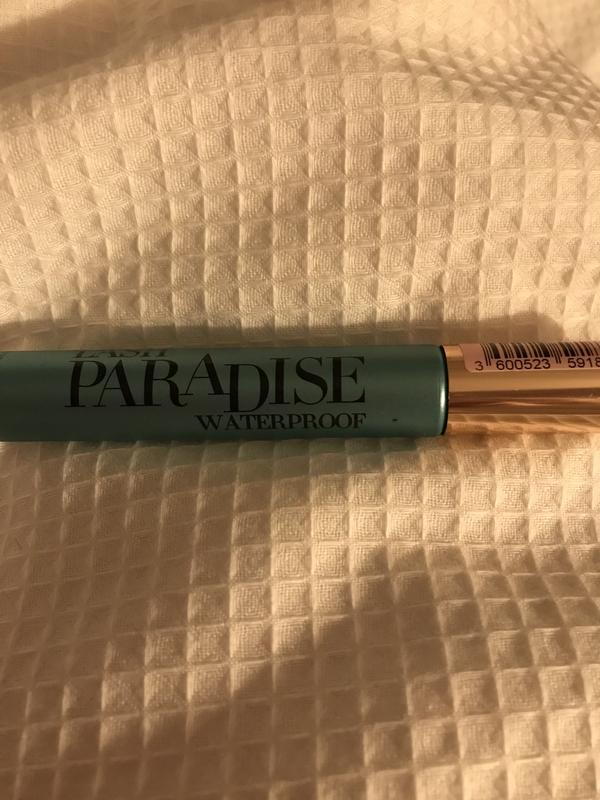 LASH
PARADISE
WATERPROOF
3 600523 5918